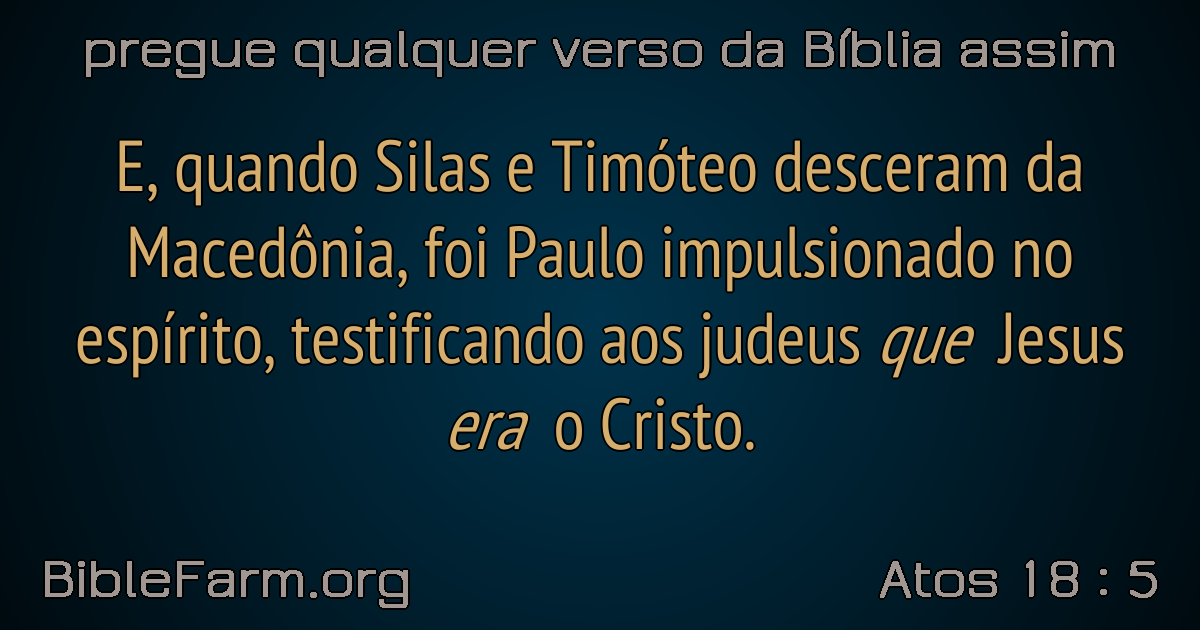 pregue qualquer verso da Bíblia assim
E, quando Silas e Timóteo desceram da
Macedônia, foi Paulo impulsionado no
espírito, testificando aos judeus que Jesus
era o Cristo.
BibleFarm.org
Atos 18 : 5